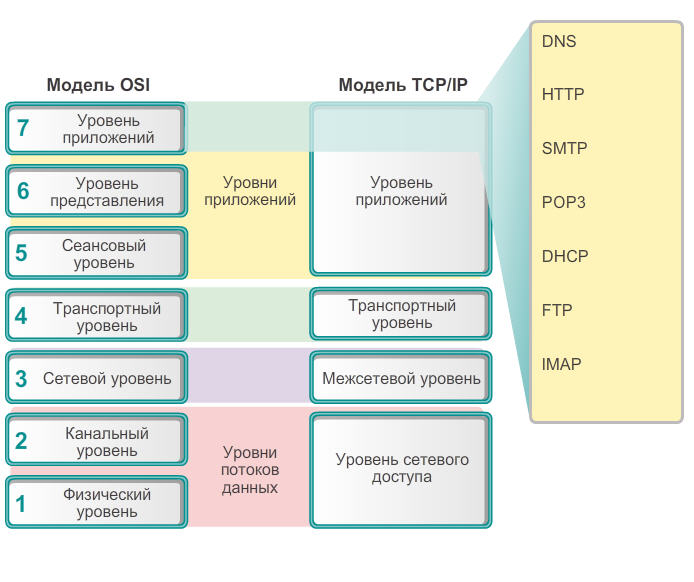 Модель OSI
Модель TCP/IP
7
Уровень
приложений
6
Уровень
представления
5
Сеансовый
уровень
4
Транспортный
уровень
3
Сетевой уровень
2
Канальный
уровень
1
Физический
уровень
Уровни
приложений
Уровни
потоков
данных
Уровень
приложений
Транспортный
уровень
Межсетевой уровень
Уровень сетевого
доступа
DNS
HTTP
SMTP
POP3
DHCP
FTP
IMAP